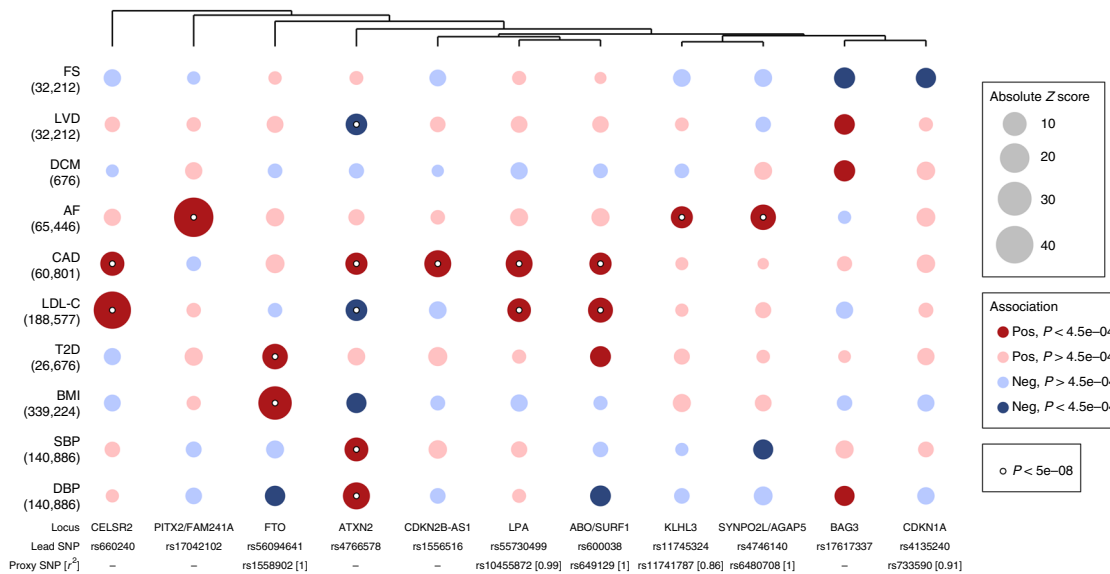 FS
(32,212)
LVD
(32,212)
DCM
(676)
AF
(65,446)
CAD
(60,801)
LDL-C
(188,577)
T2D
(26,676)
BMI
(339,224)
SBP
(140,886)
DBP
(140,886)
Locus CELSR2 PITX2/FAM241A FTO ATXN2 CDKN2B-AS1 LPA ABO/SURF1 KLHL3 SYNPO2L/AGAP5 BAG3 CDKN1A
Lead SNP rs660240 rs17042102 rs56094641 rs4766578 rs1556516 rs55730499 rs600038 rs11745324 rs4746140 rs17617337 rs4135240
Proxy SNP [r²] – – rs1558902 [1] – – rs10455872 [0.99] rs649129 [1] rs11741787 [0.86] rs6480708 [1] – rs733590 [0.91]
Absolute Z score
10
20
30
40
Association
Pos, P < 4.5e–04
Pos, P > 4.5e–04
Neg, P > 4.5e–04
Neg, P < 4.5e–04
P < 5e–08